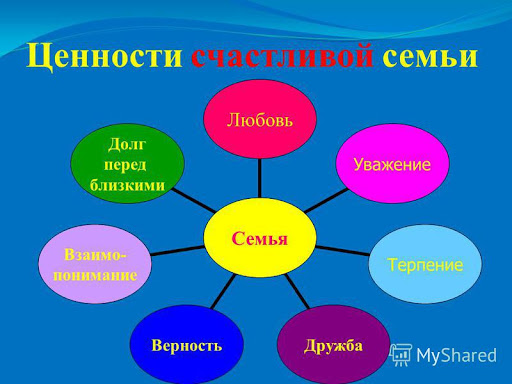 Ценности счастливой семьи
Любовь
Долг
перед
близкими
Уважение
Семья
Взаимо-
понимание
Терпение
Верность
Дружба
MyShared